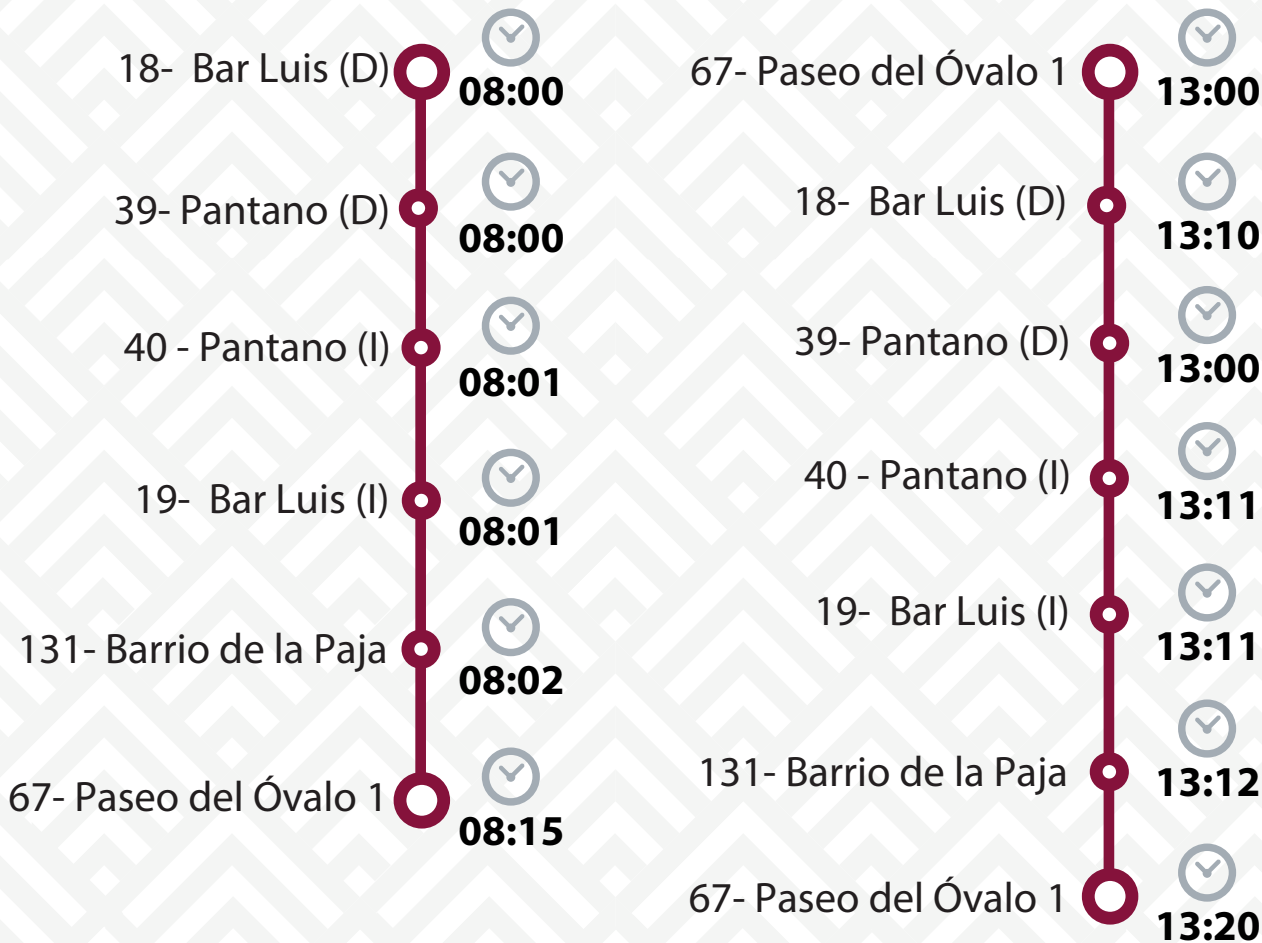 18- Bar Luis (D)
08:00
39- Pantano (D)
08:00
40 - Pantano (I)
08:01
19- Bar Luis (I)
08:01
131- Barrio de la Paja
08:02
67- Paseo del Óvalo 1
08:15
67- Paseo del Óvalo 1
13:00
18- Bar Luis (D)
13:10
39- Pantano (D)
13:00
40 - Pantano (I)
13:11
19- Bar Luis (I)
13:11
131- Barrio de la Paja
13:12
67- Paseo del Óvalo 1
13:20